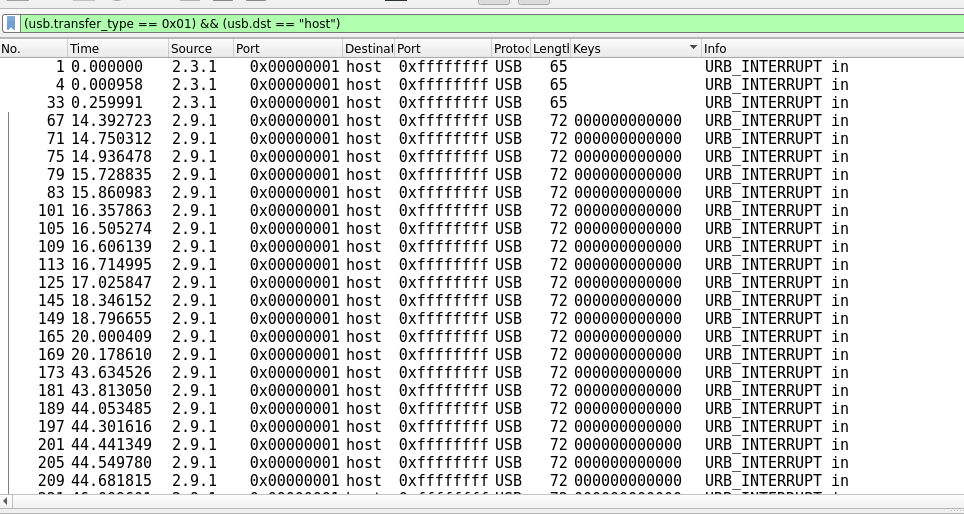 (usb.transfer_type == 0x01) && (usb.dst == "host")
No. Time Source Port Destinat Port Protoc Lengtl Keys Info
1 0.000000 2.3.1 0x00000001 host 0xffffffff USB 65 URB_INTERRUPT in
4 0.000958 2.3.1 0x00000001 host 0xffffffff USB 65 URB_INTERRUPT in
33 0.259991 2.3.1 0x00000001 host 0xffffffff USB 65 URB_INTERRUPT in
67 14.392723 2.9.1 0x00000001 host 0xffffffff USB 72 000000000000 URB_INTERRUPT in
71 14.750312 2.9.1 0x00000001 host 0xffffffff USB 72 000000000000 URB_INTERRUPT in
75 14.936478 2.9.1 0x00000001 host 0xffffffff USB 72 000000000000 URB_INTERRUPT in
79 15.728835 2.9.1 0x00000001 host 0xffffffff USB 72 000000000000 URB_INTERRUPT in
83 15.860983 2.9.1 0x00000001 host 0xffffffff USB 72 000000000000 URB_INTERRUPT in
101 16.357863 2.9.1 0x00000001 host 0xffffffff USB 72 000000000000 URB_INTERRUPT in
105 16.505274 2.9.1 0x00000001 host 0xffffffff USB 72 000000000000 URB_INTERRUPT in
109 16.606139 2.9.1 0x00000001 host 0xffffffff USB 72 000000000000 URB_INTERRUPT in
113 16.714995 2.9.1 0x00000001 host 0xffffffff USB 72 000000000000 URB_INTERRUPT in
125 17.025847 2.9.1 0x00000001 host 0xffffffff USB 72 000000000000 URB_INTERRUPT in
145 18.346152 2.9.1 0x00000001 host 0xffffffff USB 72 000000000000 URB_INTERRUPT in
149 18.796655 2.9.1 0x00000001 host 0xffffffff USB 72 000000000000 URB_INTERRUPT in
165 20.000409 2.9.1 0x00000001 host 0xffffffff USB 72 000000000000 URB_INTERRUPT in
169 20.178610 2.9.1 0x00000001 host 0xffffffff USB 72 000000000000 URB_INTERRUPT in
173 43.634526 2.9.1 0x00000001 host 0xffffffff USB 72 000000000000 URB_INTERRUPT in
181 43.813050 2.9.1 0x00000001 host 0xffffffff USB 72 000000000000 URB_INTERRUPT in
189 44.053485 2.9.1 0x00000001 host 0xffffffff USB 72 000000000000 URB_INTERRUPT in
197 44.301616 2.9.1 0x00000001 host 0xffffffff USB 72 000000000000 URB_INTERRUPT in
201 44.441349 2.9.1 0x00000001 host 0xffffffff USB 72 000000000000 URB_INTERRUPT in
205 44.549780 2.9.1 0x00000001 host 0xffffffff USB 72 000000000000 URB_INTERRUPT in
209 44.681815 2.9.1 0x00000001 host 0xffffffff USB 72 000000000000 URB_INTERRUPT in